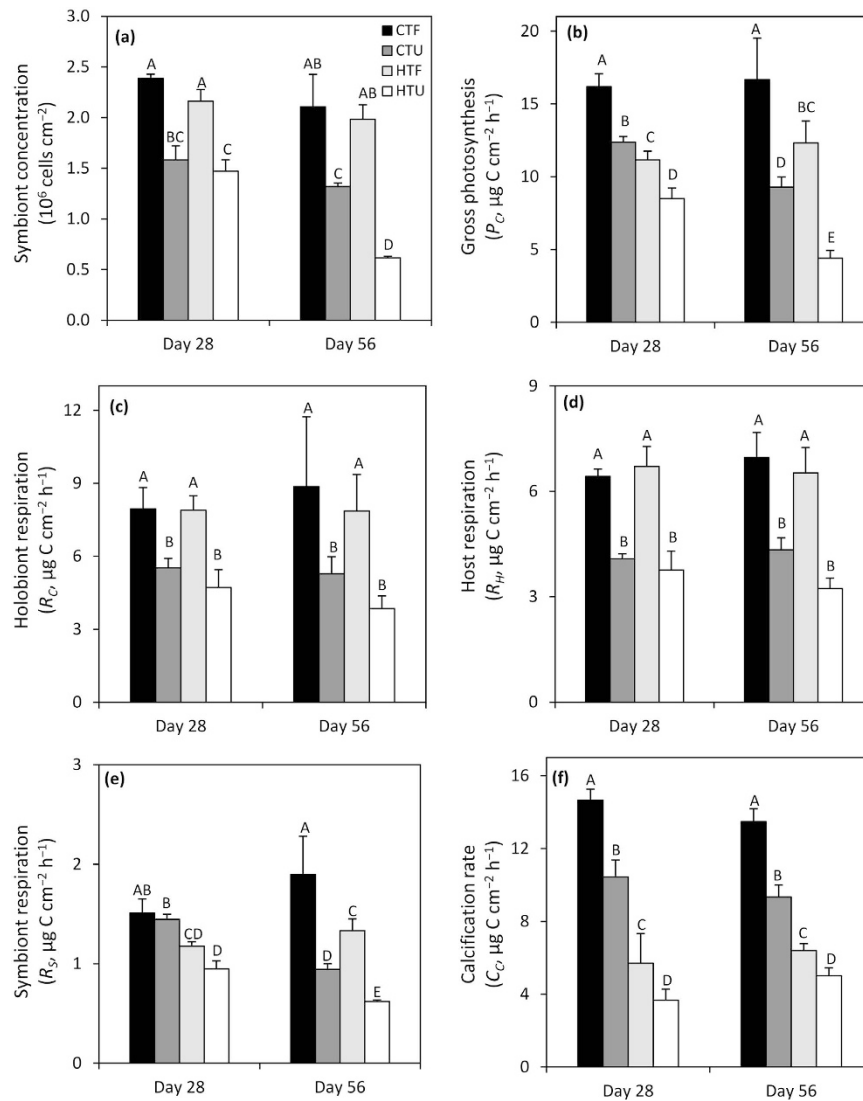 (a)
CTF
CTU
HTF
HTU
Symbiont concentration
(10⁶ cells cm⁻²)
3.0
2.5
2.0
1.5
1.0
0.5
0.0
A
BC
A
C
AB
C
AB
D
Day 28
Day 56
(b)
Gross photosynthesis
(P_C, µg C cm⁻² h⁻¹)
20
15
10
5
0
A
B
C
D
A
D
BC
E
Day 28
Day 56
(c)
Holobiont respiration
(R_C, µg C cm⁻² h⁻¹)
12
9
6
3
0
A
B
A
B
A
B
A
B
Day 28
Day 56
(d)
Host respiration
(R_H, µg C cm⁻² h⁻¹)
9
6
3
0
A
B
A
B
A
B
A
B
Day 28
Day 56
(e)
Symbiont respiration
(R_S, µg C cm⁻² h⁻¹)
3
2
1
0
AB
B
CD
D
A
D
C
E
Day 28
Day 56
(f)
Calcification rate
(C_C, µg C cm⁻² h⁻¹)
16
12
8
4
0
A
B
C
D
A
B
C
D
Day 28
Day 56